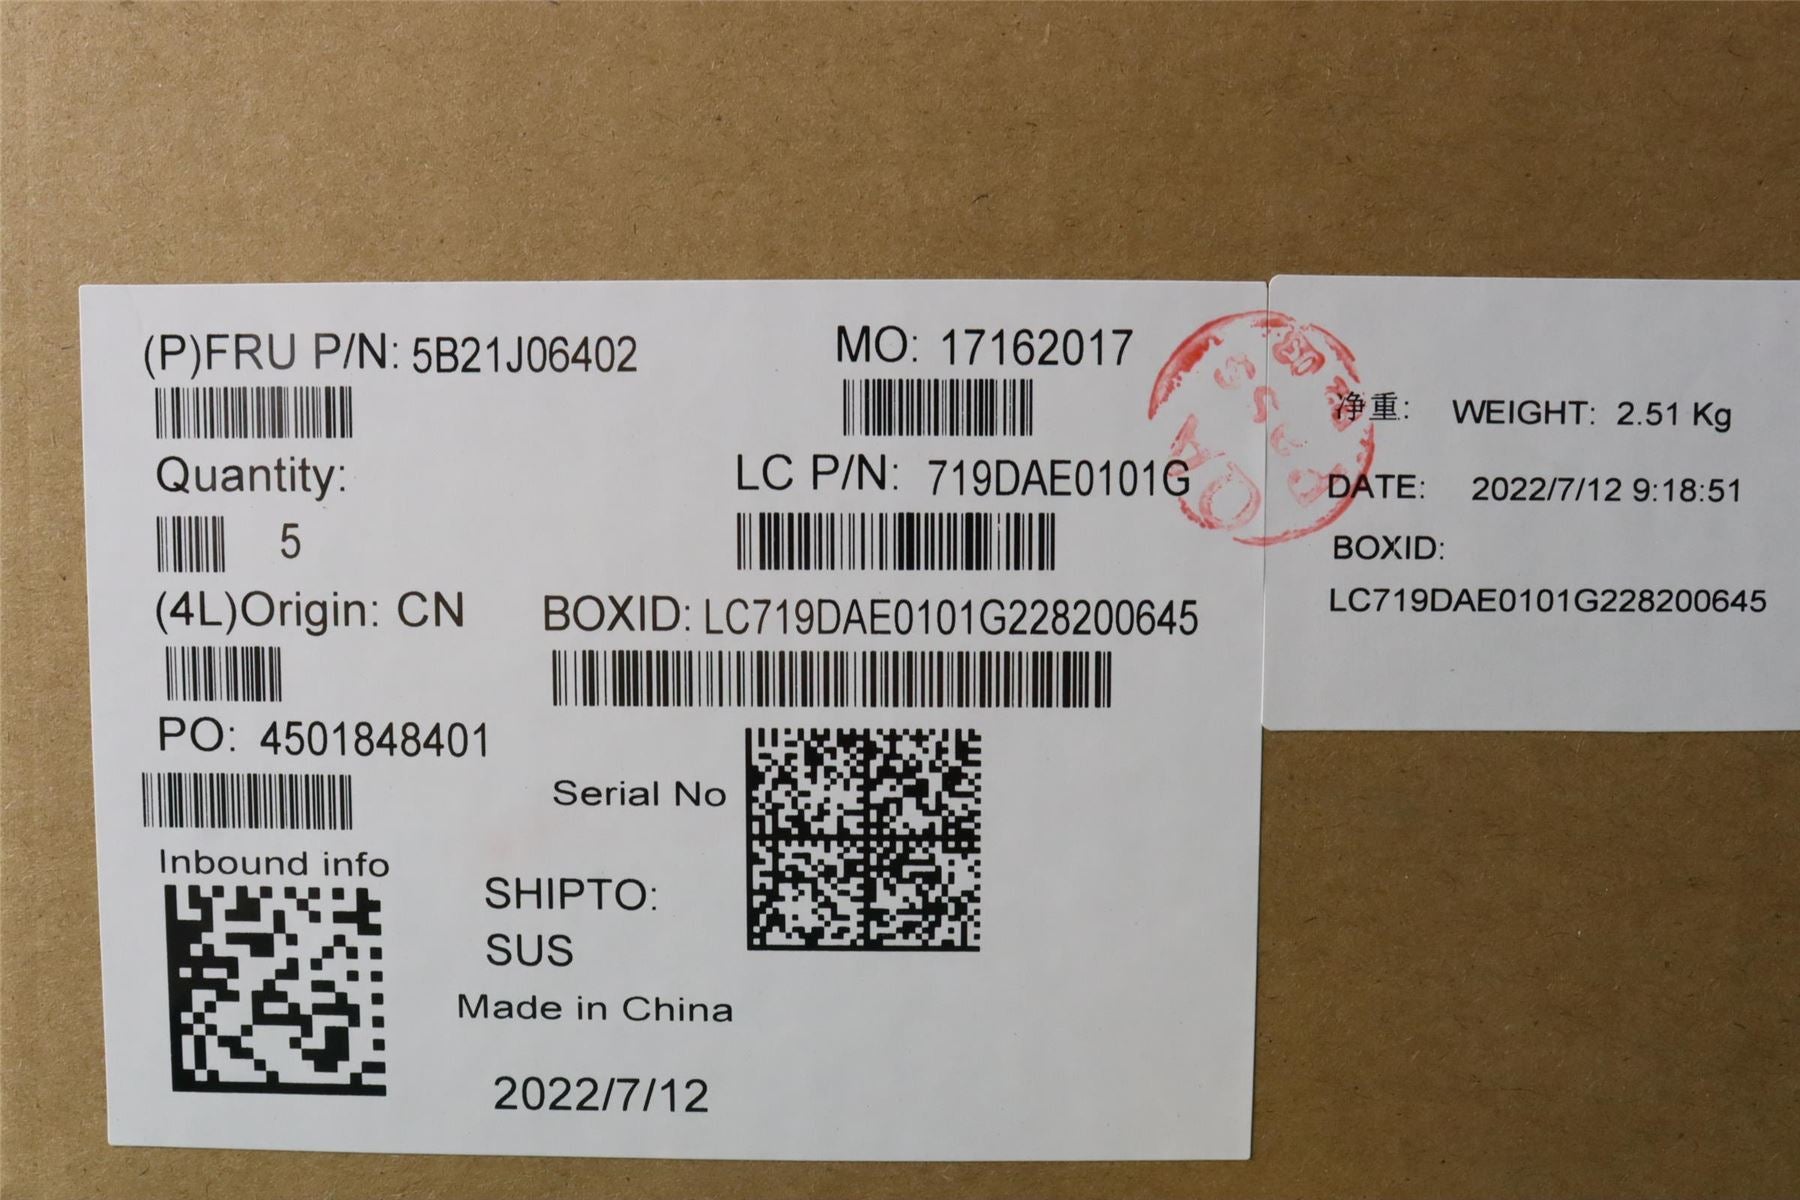 (P)FRU P/N: 5B21J06402
MO: 17162017
Quantity:
5
LC P/N: 719DAE0101G
(4L)Origin: CN
BOXID: LC719DAE0101G228200645
PO: 4501848401
Serial No
Inbound info
SHIPTO:
SUS
Made in China
2022/7/12
净重: WEIGHT: 2.51 Kg
DATE: 2022/7/12 9:18:51
BOXID:
LC719DAE0101G228200645